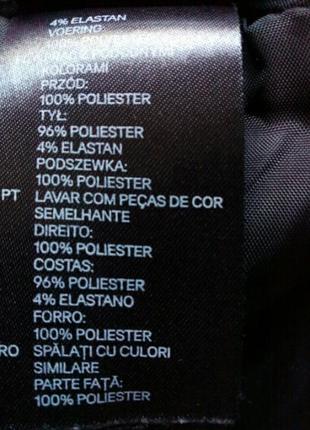 4% ELASTAN
VOERING:
100% POLYESTER
KOLORAMI
PRZÓD:
100% POLIESTER
TYŁ:
96% POLIESTER
4% ELASTAN
PODSZEWKA:
100% POLIESTER
PT LAVAR COM PEÇAS DE COR
SEMELHANTE
DIREITO:
100% POLIESTER
COSTAS:
96% POLIESTER
4% ELASTANO
FORRO:
100% POLIESTER
RO SPĂLAȚI CU CULORI
SIMILARE
PARTE FAȚĂ:
100% POLIESTER